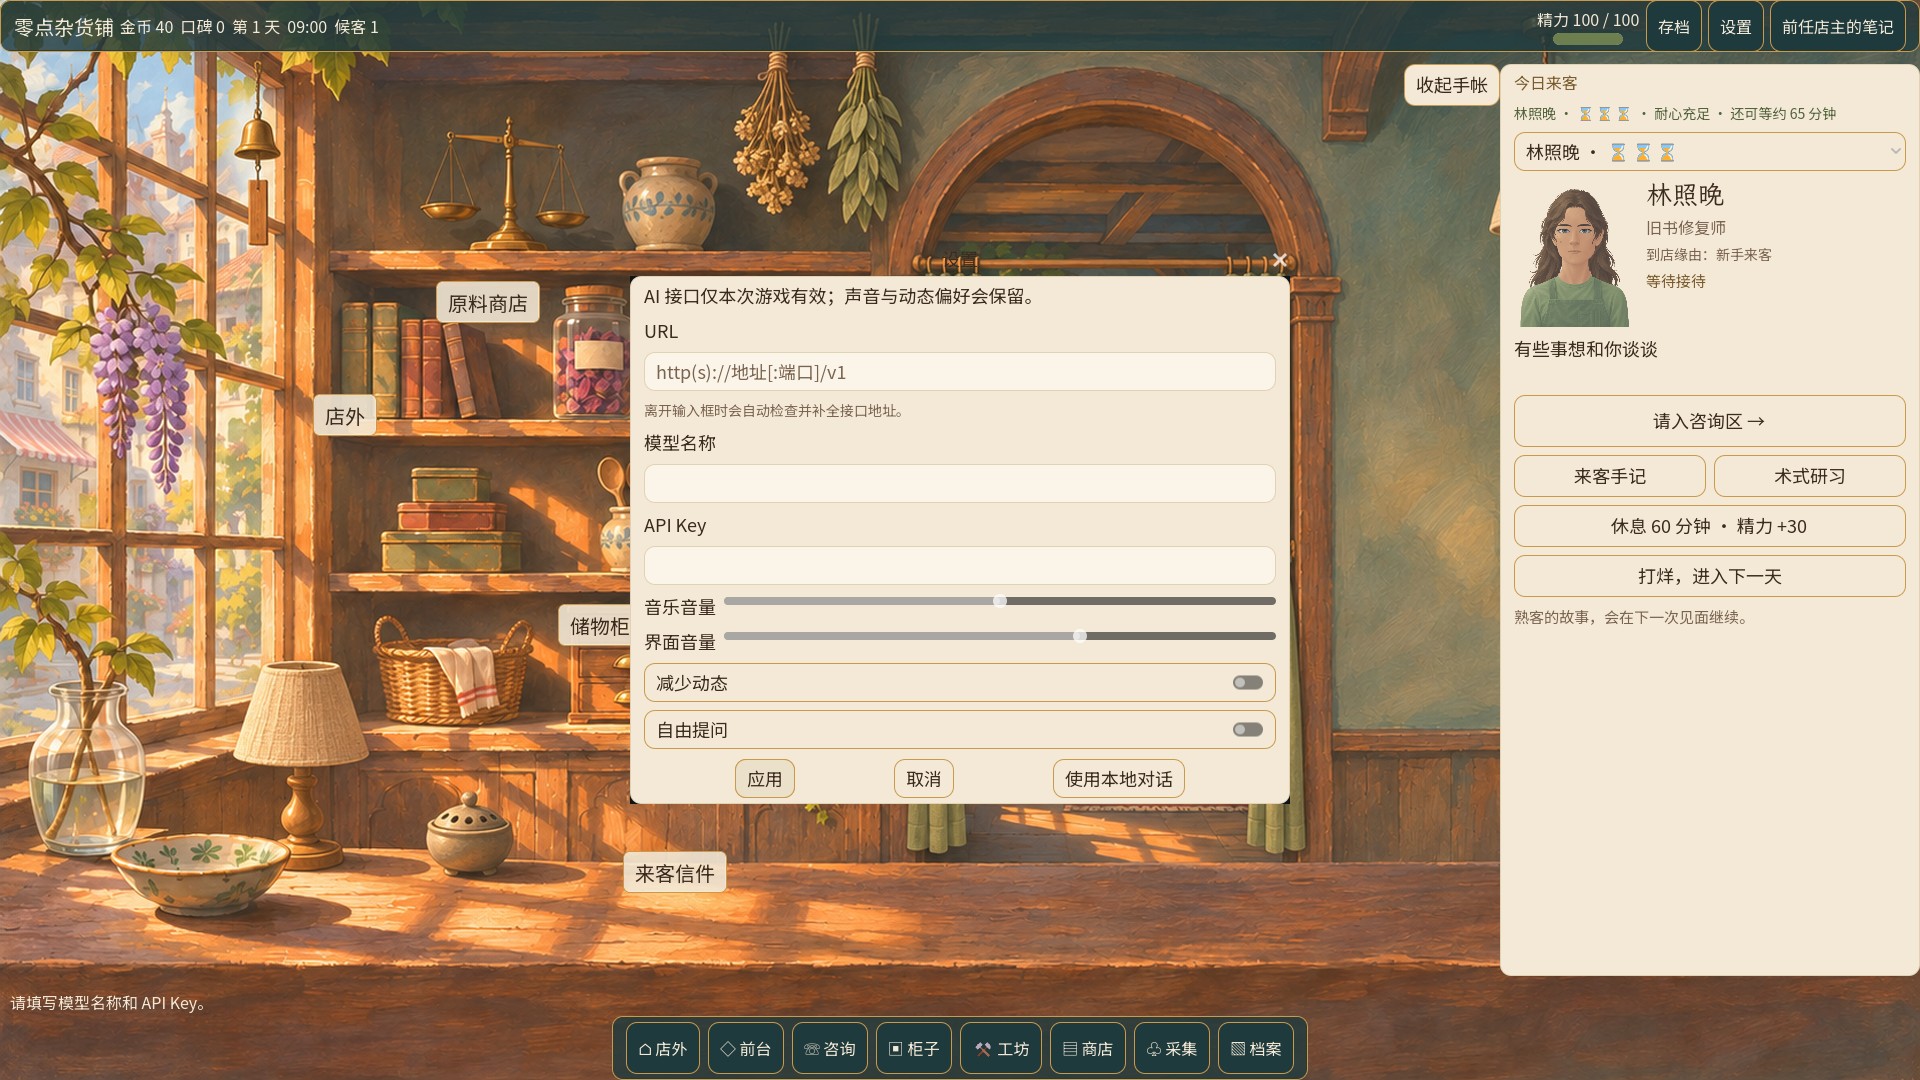 零点杂货铺 金币 40 口碑 0 第 1 天 09:00 候客 1
精力 100 / 100
存档
设置
前任店主的笔记
收起手帐
今日来客
林照晚 · ⏳⏳⏳ · 耐心充足 · 还可等约 65 分钟
林照晚 · ⏳⏳⏳
林照晚
旧书修复师
到店缘由：新手来客
等待接待
有些事想和你谈谈
请入咨询区 →
来客手记
术式研习
休息 60 分钟 · 精力 +30
打烊，进入下一天
熟客的故事，会在下一次见面继续。
原料商店
店外
储物柜
来客信件
设置
AI 接口仅本次游戏有效；声音与动态偏好会保留。
URL
http(s)://地址[:端口]/v1
离开输入框时会自动检查并补全接口地址。
模型名称
API Key
音乐音量
界面音量
减少动态
自由提问
应用
取消
使用本地对话
请填写模型名称和 API Key。
店外
前台
咨询
柜子
工坊
商店
采集
档案